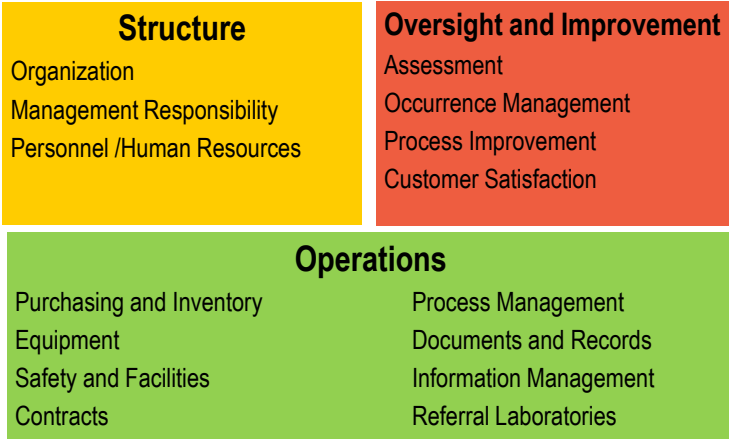 Structure
Organization
Management Responsibility
Personnel /Human Resources
Oversight and Improvement
Assessment
Occurrence Management
Process Improvement
Customer Satisfaction
Operations
Purchasing and Inventory
Equipment
Safety and Facilities
Contracts
Process Management
Documents and Records
Information Management
Referral Laboratories